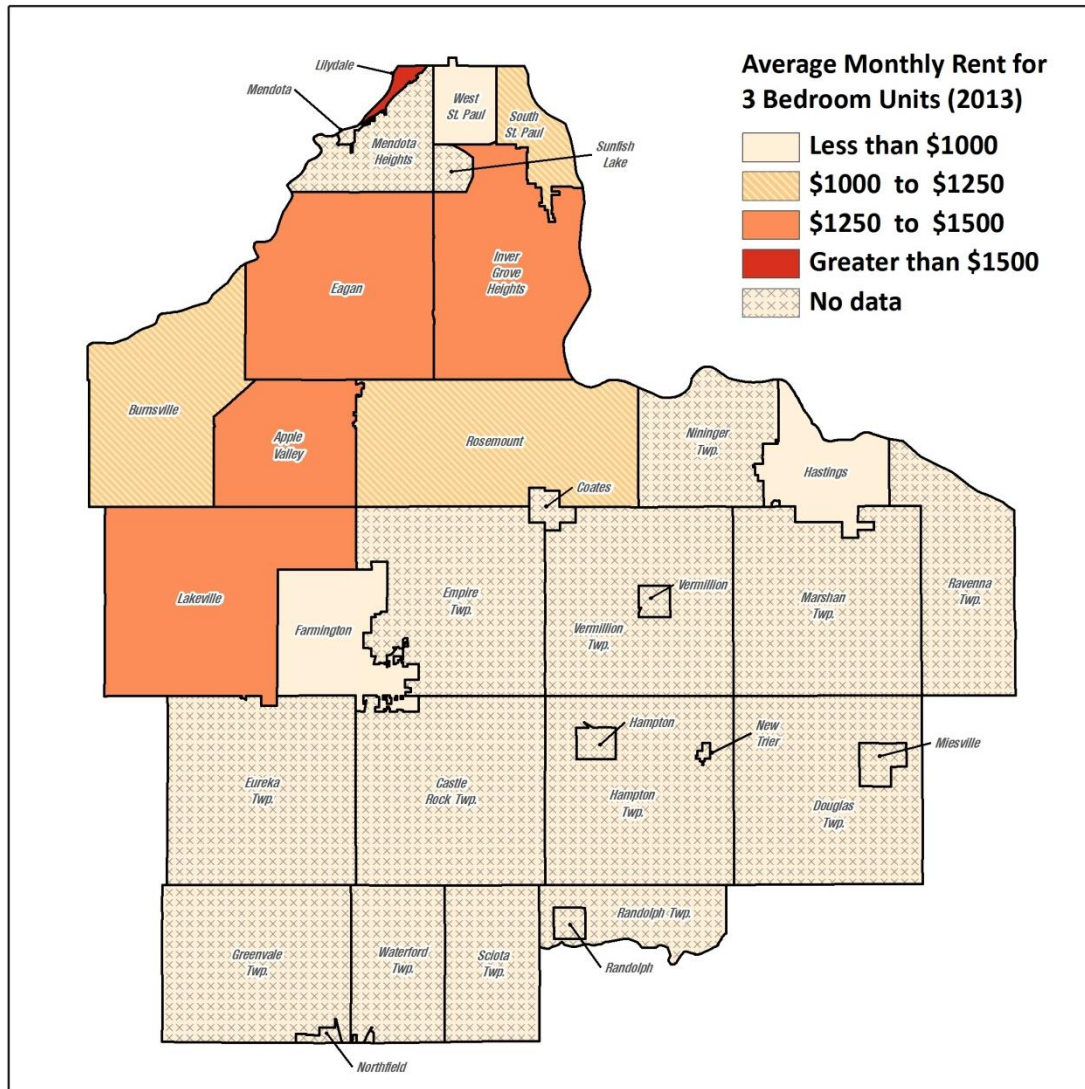 Average Monthly Rent for
3 Bedroom Units (2013)
Less than $1000
$1000 to $1250
$1250 to $1500
Greater than $1500
No data
Lilydale
Mendota
West
St. Paul
South
St. Paul
Mendota
Heights
Sunfish
Lake
Eagan
Inver
Grove
Heights
Burnsville
Apple
Valley
Rosemount
Nininger
Twp.
Hastings
Coates
Lakeville
Farmington
Empire
Twp.
Vermillion
Vermillion
Twp.
Marshan
Twp.
Ravenna
Twp.
Eureka
Twp.
Castle
Rock Twp.
Hampton
New
Trier
Hampton
Twp.
Miesville
Douglas
Twp.
Greenvale
Twp.
Waterford
Twp.
Sciota
Twp.
Randolph Twp.
Randolph
Northfield